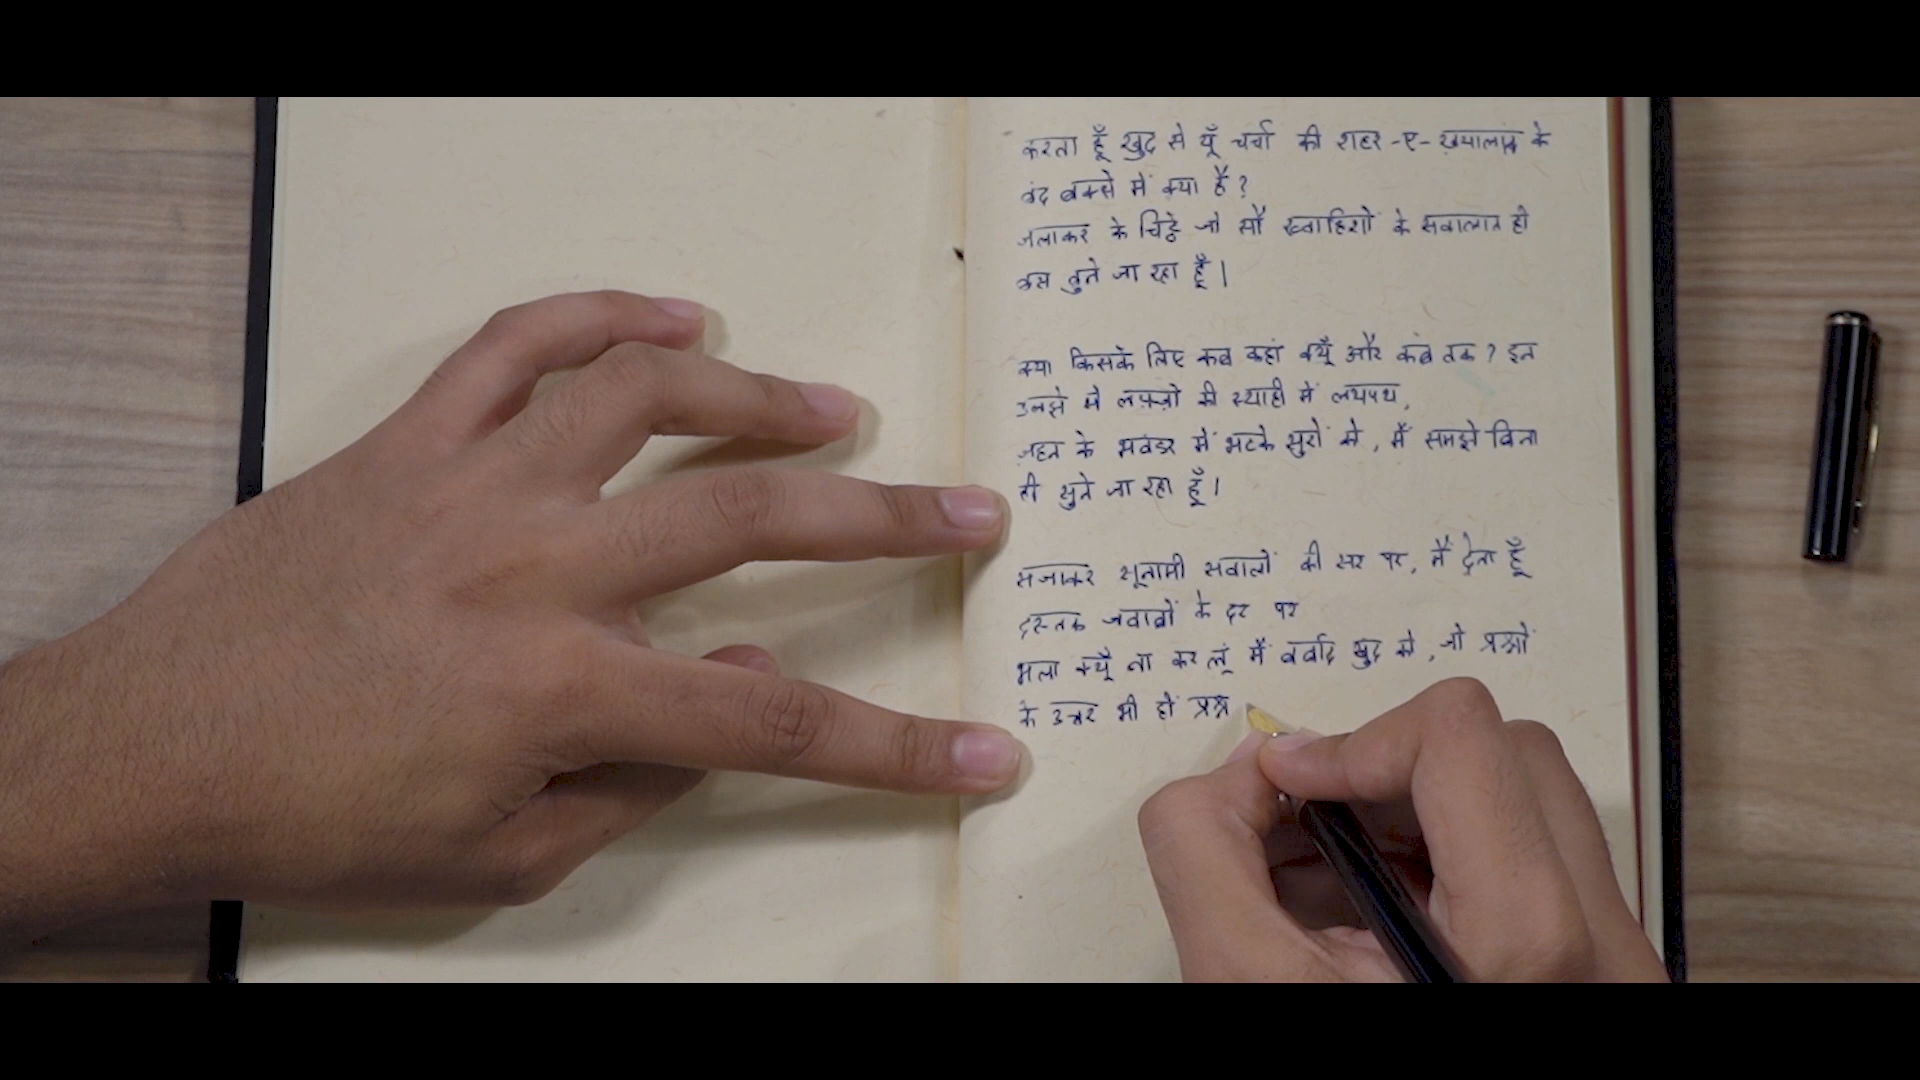 करता हूँ खुद से यूँ चर्चा की शहर-ए-ख़यालात के
बंद बक्से में क्या है?
जलाकर के चिट्ठे जो सौ ख्वाहिशों के सवालात ही
बस बुने जा रहा हूँ।
क्या किसके लिए कब कहां क्यूँ और कब तक? इन
उलझे से लफ़्ज़ो की स्याही में लथपथ,
ज़हन के भवंडर में भटके सुरों को, मैं समझे बिना
ही सुने जा रहा हूँ।
सजाकर सूनामी सवालों की सर पर, मैं देता हूँ
दस्तक जवाबों के दर पर
भला क्यूँ ना कर लूं मैं बर्बाद खुद को, जो प्रश्नों
के उत्तर भी हों प्रश्न